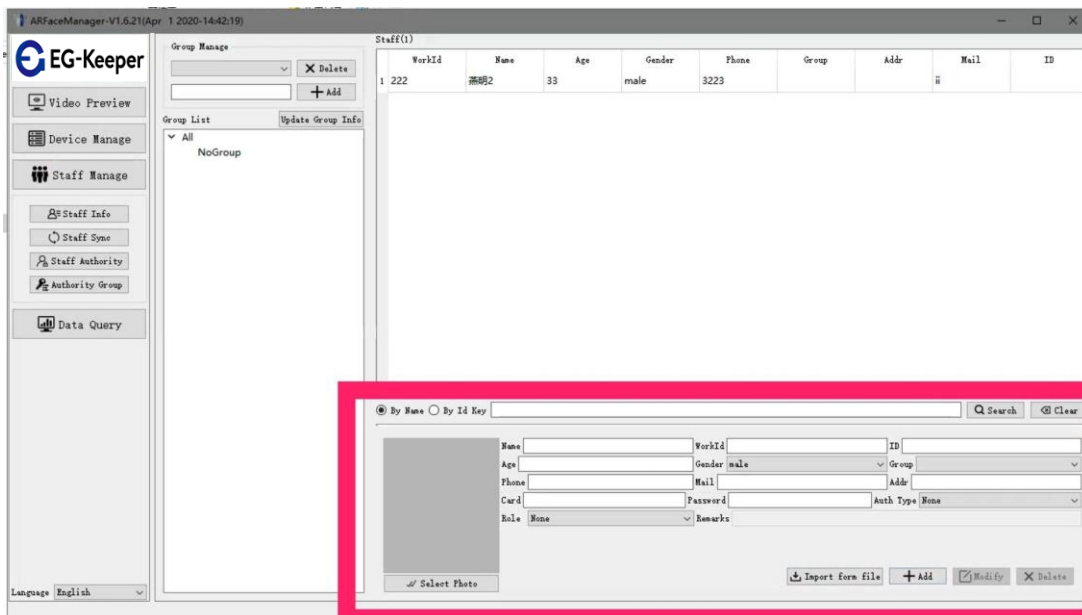 ARFaceManager-V1.6.21(Apr 1 2020-14:42:19)
EG-Keeper
Video Preview
Device Manage
Staff Manage
Staff Info
Staff Sync
Staff Authority
Authority Group
Data Query
Language English
Group Manage
Delete
Add
Group List Update Group Info
All
NoGroup
Staff(1)
WorkId Name Age Gender Phone Group Addr Mail ID
1 222 燕明2 33 male 3223 ii
By Name By Id Key Search Clear
Name WorkId ID
Age Gender male Group
Phone Mail Addr
Card Password Auth Type None
Role None Remarks
Select Photo Import form file Add Modify Delete